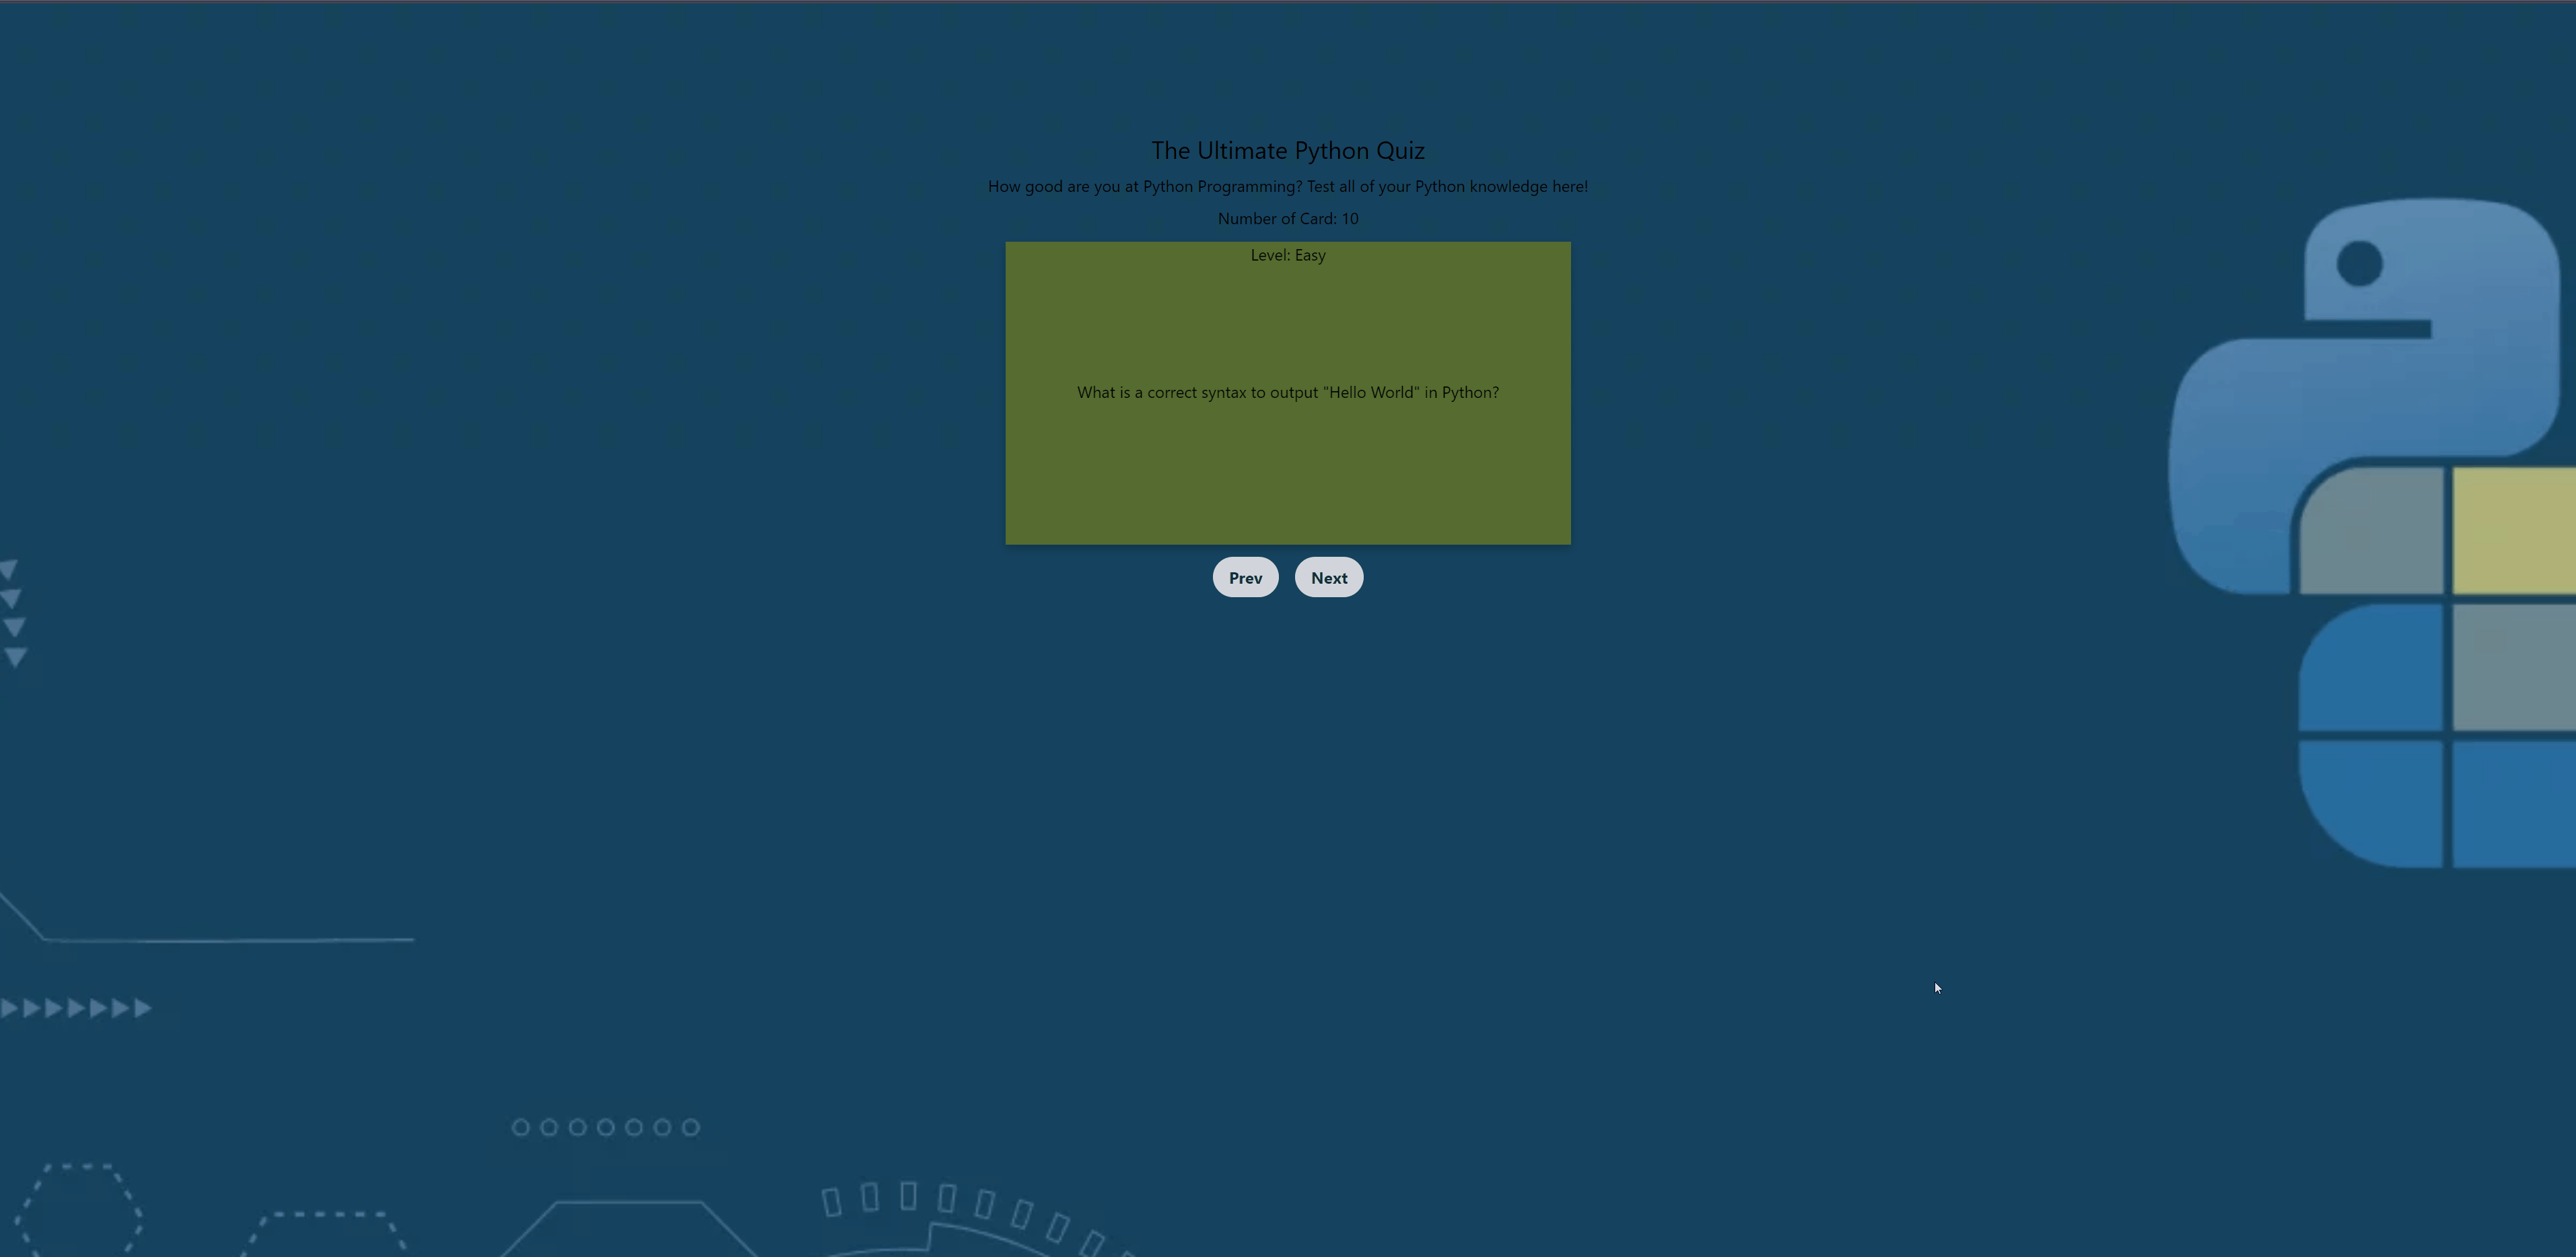 The Ultimate Python Quiz
How good are you at Python Programming? Test all of your Python knowledge here!
Number of Card: 10
Level: Easy
What is a correct syntax to output "Hello World" in Python?
Prev Next